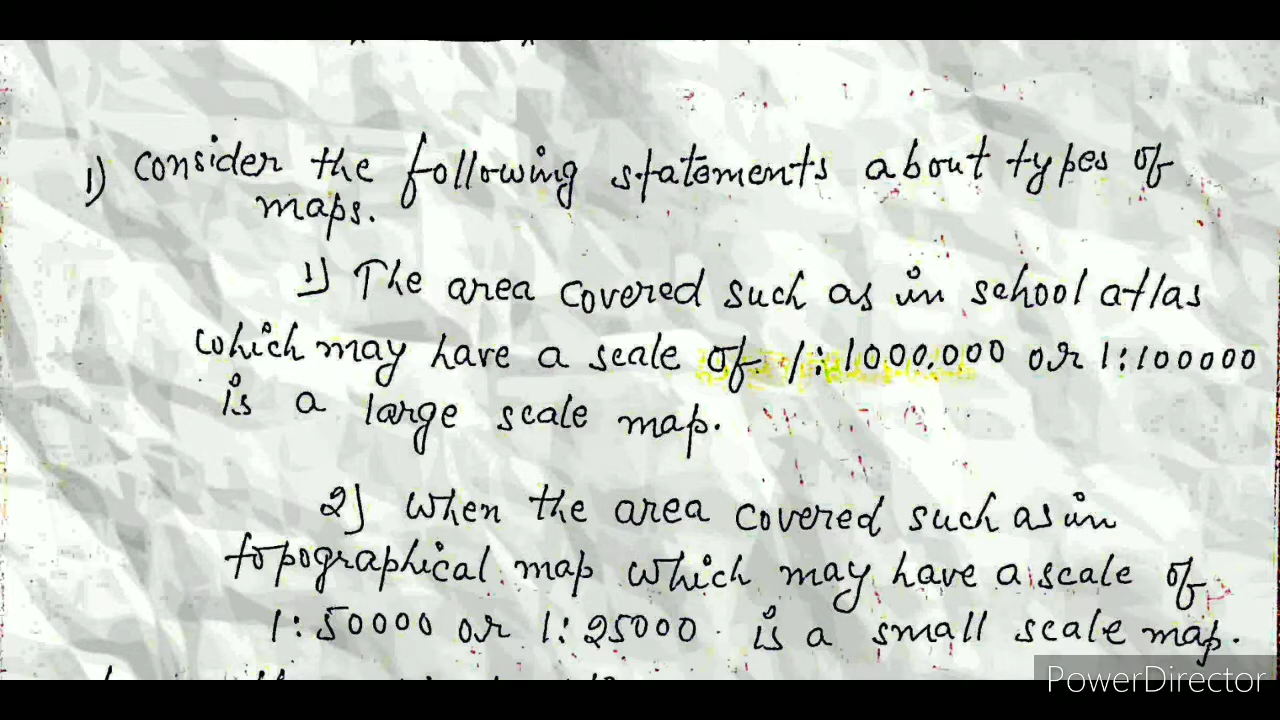 1) Consider the following statements about types of
maps.
1) The area covered such as in school atlas
which may have a scale of 1:1000.000 or 1:100000
is a large scale map.
2) When the area covered such as in
topographical map which may have a scale of
1:50000 or 1:25000 is a small scale map.
PowerDirector